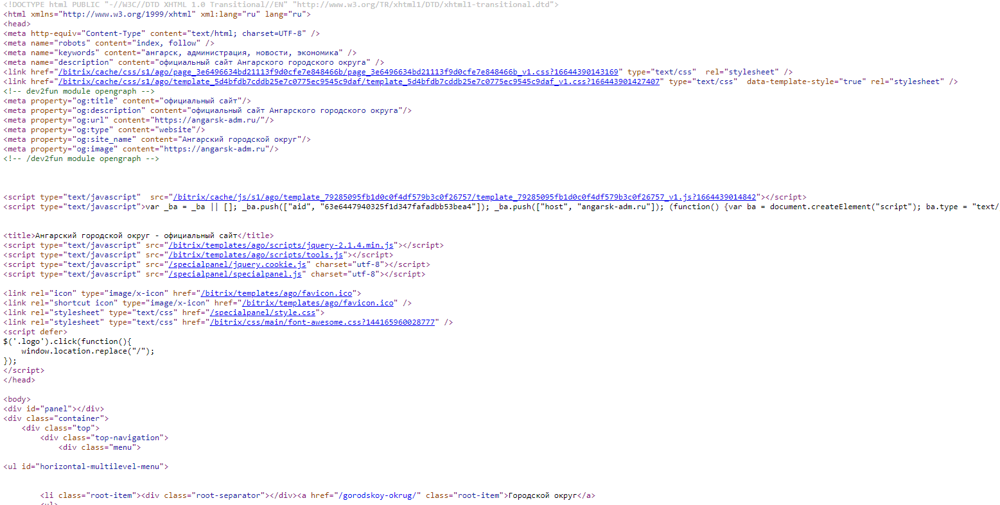 <!DOCTYPE html PUBLIC "-//W3C//DTD XHTML 1.0 Transitional//EN" "http://www.w3.org/TR/xhtml1/DTD/xhtml1-transitional.dtd">
<html xmlns="http://www.w3.org/1999/xhtml" xml:lang="ru" lang="ru">
<head>
<meta http-equiv="Content-Type" content="text/html; charset=UTF-8" />
<meta name="robots" content="index, follow" />
<meta name="keywords" content="ангарск, администрация, новости, экономика" />
<meta name="description" content="официальный сайт Ангарского городского округа" />
<link href="/bitrix/cache/css/s1/ago/page_3e6496634bd21113f9d0cfe7e848466b/page_3e6496634bd21113f9d0cfe7e848466b_v1.css?16644390143169" type="text/css"  rel="stylesheet" />
<link href="/bitrix/cache/css/s1/ago/template_5d4bfdb7cddb25e7c0775ec9545c9daf/template_5d4bfdb7cddb25e7c0775ec9545c9daf_v1.css?166443901427407" type="text/css"  data-template-style="true" rel="stylesheet" />
<!-- dev2fun module opengraph -->
<meta property="og:title" content="официальный сайт"/>
<meta property="og:description" content="официальный сайт Ангарского городского округа"/>
<meta property="og:url" content="https://angarsk-adm.ru/"/>
<meta property="og:type" content="website"/>
<meta property="og:site_name" content="Ангарский городской округ"/>
<meta property="og:image" content="https://angarsk-adm.ru"/>
<!-- /dev2fun module opengraph -->
<script type="text/javascript"  src="/bitrix/cache/js/s1/ago/template_79285095fb1d0c0f4df579b3c0f26757/template_79285095fb1d0c0f4df579b3c0f26757_v1.js?1664439014842"></script>
<script type="text/javascript">var _ba = _ba || []; _ba.push(["aid", "63e6447940325f1d347fafadbb53bea4"]); _ba.push(["host", "angarsk-adm.ru"]); (function() {var ba = document.createElement("script"); ba.type = "text/
<title>Ангарский городской округ - официальный сайт</title>
<script type="text/javascript" src="/bitrix/templates/ago/scripts/jquery-2.1.4.min.js"></script>
<script type="text/javascript" src="/bitrix/templates/ago/scripts/tools.js"></script>
<script type="text/javascript" src="/specialpanel/jquery.cookie.js" charset="utf-8"></script>
<script type="text/javascript" src="/specialpanel/specialpanel.js" charset="utf-8"></script>
<link rel="icon" type="image/x-icon" href="/bitrix/templates/ago/favicon.ico">
<link rel="shortcut icon" type="image/x-icon" href="/bitrix/templates/ago/favicon.ico" />
<link rel="stylesheet" type="text/css" href="/specialpanel/style.css">
<link rel="stylesheet" type="text/css" href="/bitrix/css/main/font-awesome.css?144165960028777" />
<script defer>
$('.logo').click(function(){
    window.location.replace("/");
});
</script>
</head>
<body>
<div id="panel"></div>
<div class="container">
    <div class="top">
        <div class="top-navigation">
            <div class="menu">
<ul id="horizontal-multilevel-menu">
        <li class="root-item"><div class="root-separator"></div><a href="/gorodskoy-okrug/" class="root-item">Городской округ</a>
        <ul>